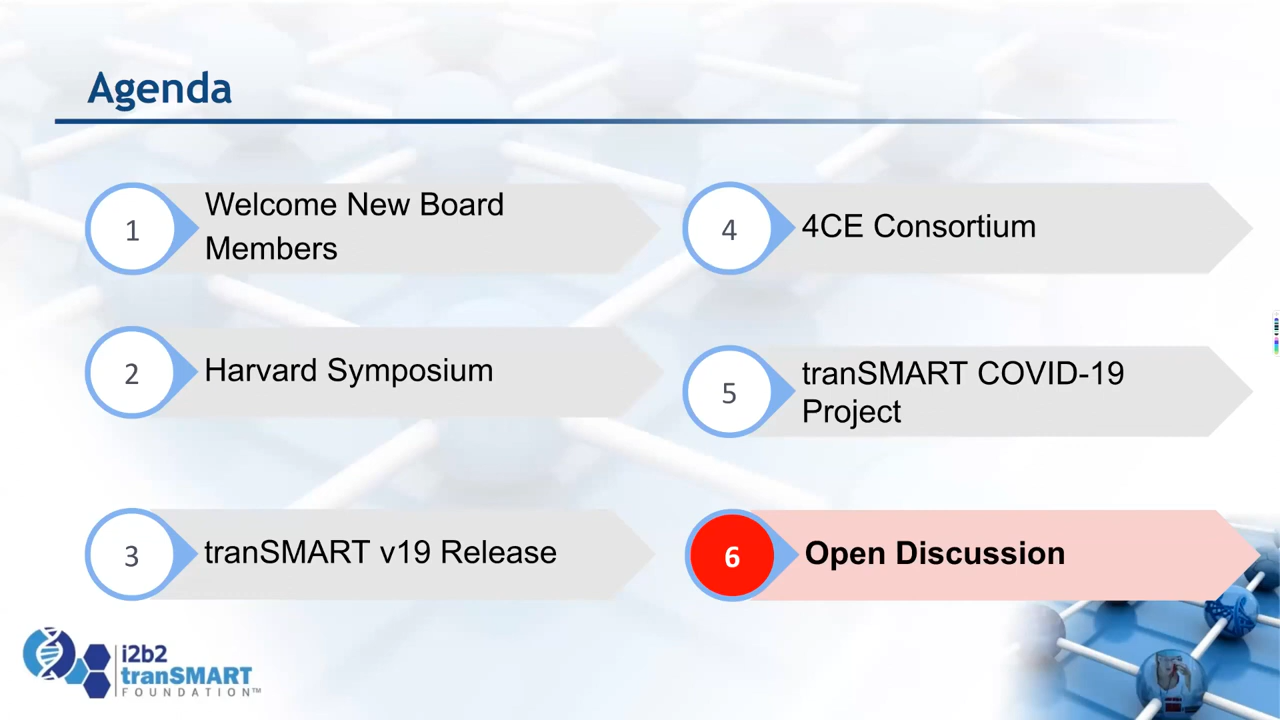 Agenda
1
Welcome New Board
Members
2
Harvard Symposium
3
tranSMART v19 Release
4
4CE Consortium
5
tranSMART COVID-19
Project
6
Open Discussion
i2b2
tranSMART
FOUNDATION™